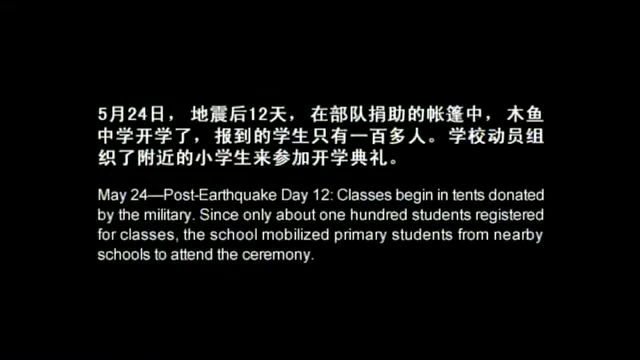 5月24日，地震后12天，在部队捐助的帐篷中，木鱼
中学开学了，报到的学生只有一百多人。学校动员组
织了附近的小学生来参加开学典礼。
May 24—Post-Earthquake Day 12: Classes begin in tents donated
by the military. Since only about one hundred students registered
for classes, the school mobilized primary students from nearby
schools to attend the ceremony.